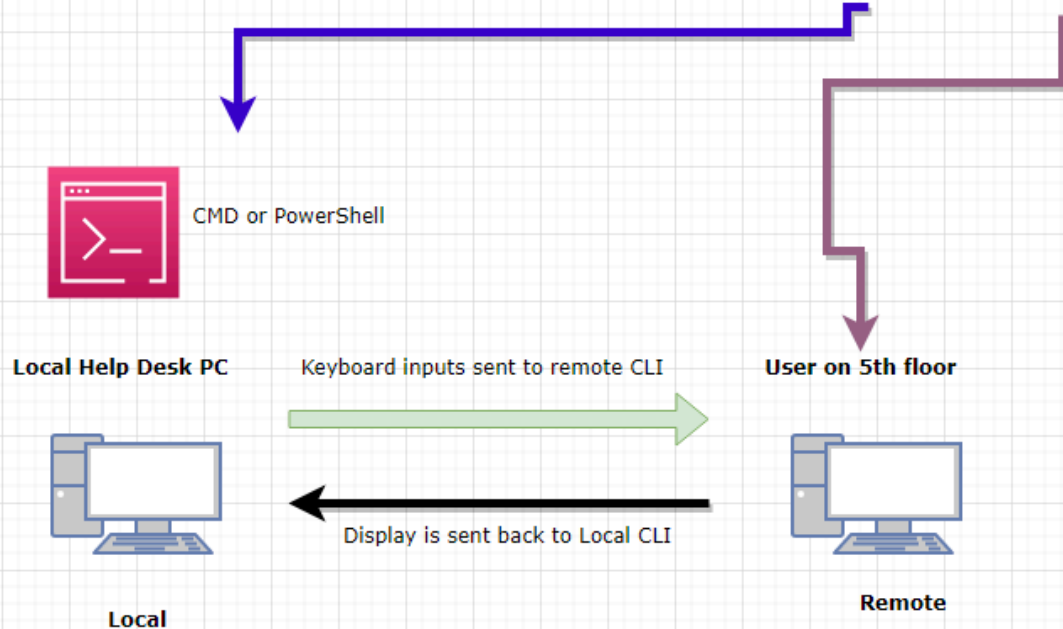 CMD or PowerShell
Local Help Desk PC
Keyboard inputs sent to remote CLI
User on 5th floor
Display is sent back to Local CLI
Remote
Local